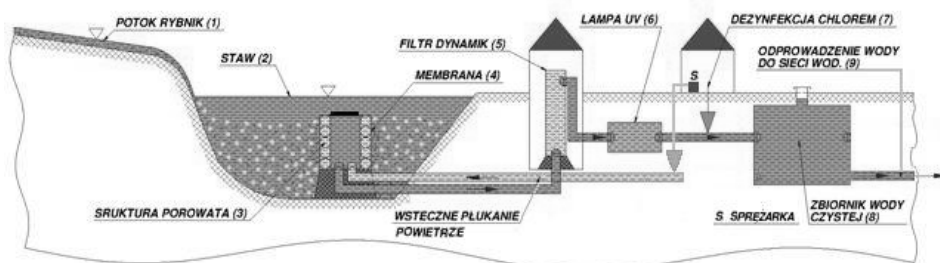 POTOK RYBNIK (1)
STAW (2)
MEMBRANA (4)
FILTR DYNAMIK (5)
LAMPA UV (6)
DEZYNFEKCJA CHLOREM (7)
ODPROWADZENIE WODY
DO SIECI WOD. (9)
S
SRUKTURA POROWATA (3)
WSTECZNE PŁUKANIE
POWIETRZE
S SPRĘŻARKA
ZBIORNIK WODY
CZYSTEJ (8)